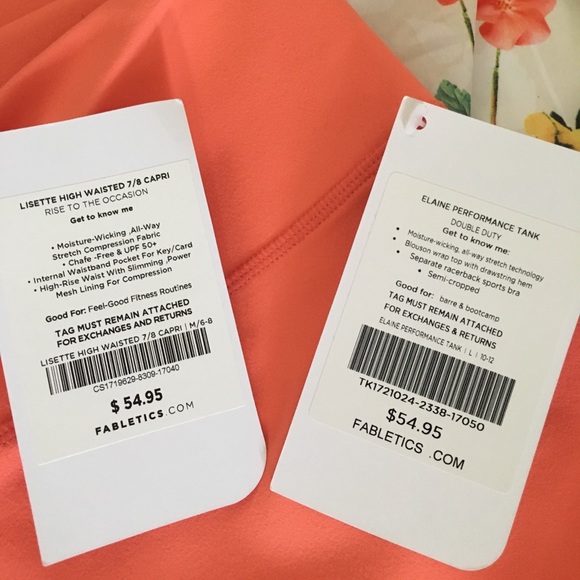 LISETTE HIGH WAISTED 7/8 CAPRI
RISE TO THE OCCASION
Get to know me
• Moisture-Wicking ,All-Way
Stretch Compression Fabric
• Chafe -Free & UPF 50+
• Internal Waistband Pocket For Key/Card
• High-Rise Waist With Slimming ,Power
Mesh Lining For Compression
Good For: Feel-Good Fitness Routines
TAG MUST REMAIN ATTACHED
FOR EXCHANGES AND RETURNS
LISETTE HIGH WAISTED 7/8 CAPRI | M/6-8
CS1719629-8309-17040
$ 54.95
FABLETICS.COM
ELAINE PERFORMANCE TANK
DOUBLE DUTY
Get to know me:
• Moisture-wicking, all-way stretch technology
• Blouson wrap top with drawstring hem
• Separate racerback sports bra
• Semi-cropped
Good for: barre & bootcamp
TAG MUST REMAIN ATTACHED
FOR EXCHANGES & RETURNS
ELAINE PERFORMANCE TANK | L | 10-12
TK1721024-2338-17050
$54.95
FABLETICS .COM